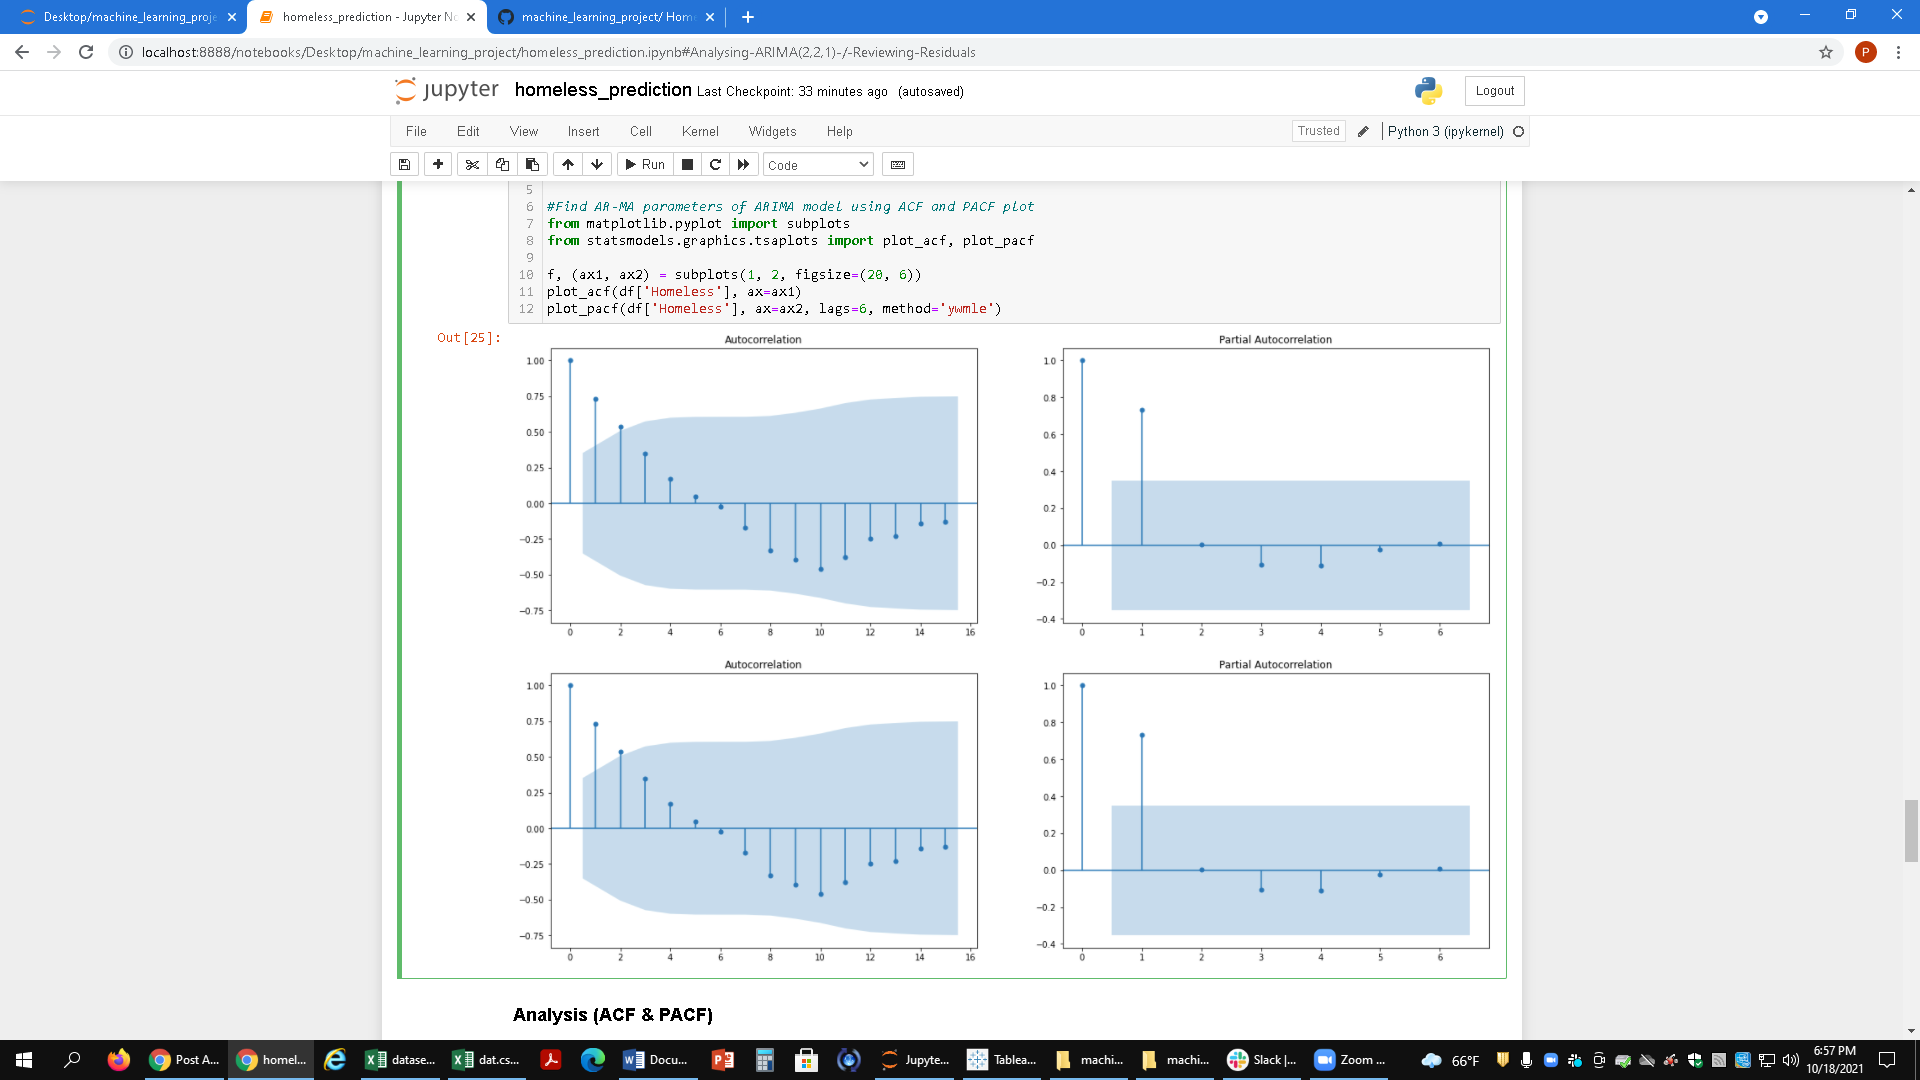 Desktop/machine_learning_proje
homeless_prediction - Jupyter No
machine_learning_project/ Home
localhost:8888/notebooks/Desktop/machine_learning_project/homeless_prediction.ipynb#Analysing-ARIMA(2,2,1)-/-Reviewing-Residuals
P
jupyter homeless_prediction Last Checkpoint: 33 minutes ago (autosaved)
Logout
File Edit View Insert Cell Kernel Widgets Help
Trusted Python 3 (ipykernel)
Run Code
5
6 #Find AR-MA parameters of ARIMA model using ACF and PACF plot
7 from matplotlib.pyplot import subplots
8 from statsmodels.graphics.tsaplots import plot_acf, plot_pacf
9
10 f, (ax1, ax2) = subplots(1, 2, figsize=(20, 6))
11 plot_acf(df['Homeless'], ax=ax1)
12 plot_pacf(df['Homeless'], ax=ax2, lags=6, method='ywmle')
Out[25]:
Autocorrelation
1.00
0.75
0.50
0.25
0.00
−0.25
−0.50
−0.75
0 2 4 6 8 10 12 14 16
Partial Autocorrelation
1.0
0.8
0.6
0.4
0.2
0.0
−0.2
−0.4
0 1 2 3 4 5 6
Autocorrelation
1.00
0.75
0.50
0.25
0.00
−0.25
−0.50
−0.75
0 2 4 6 8 10 12 14 16
Partial Autocorrelation
1.0
0.8
0.6
0.4
0.2
0.0
−0.2
−0.4
0 1 2 3 4 5 6
Analysis (ACF & PACF)
Post A... homel... datase... dat.cs... Docu... Jupyte... Tablea... machi... machi... Slack |... Zoom ... 66°F
6:57 PM
10/18/2021